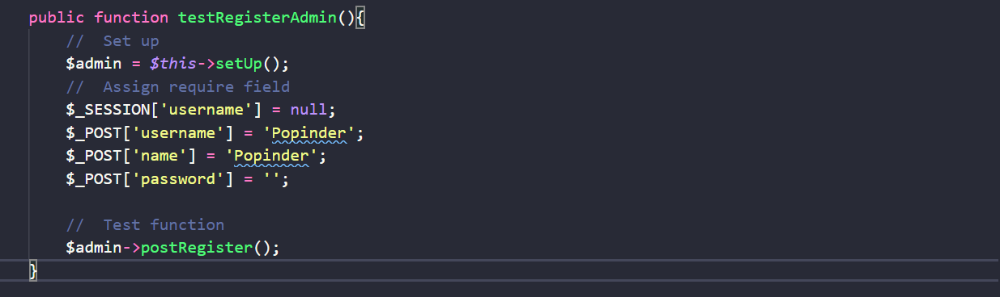 public function testRegisterAdmin(){
    //  Set up
    $admin = $this->setUp();
    //  Assign require field
    $_SESSION['username'] = null;
    $_POST['username'] = 'Popinder';
    $_POST['name'] = 'Popinder';
    $_POST['password'] = '';

    //  Test function
    $admin->postRegister();
}